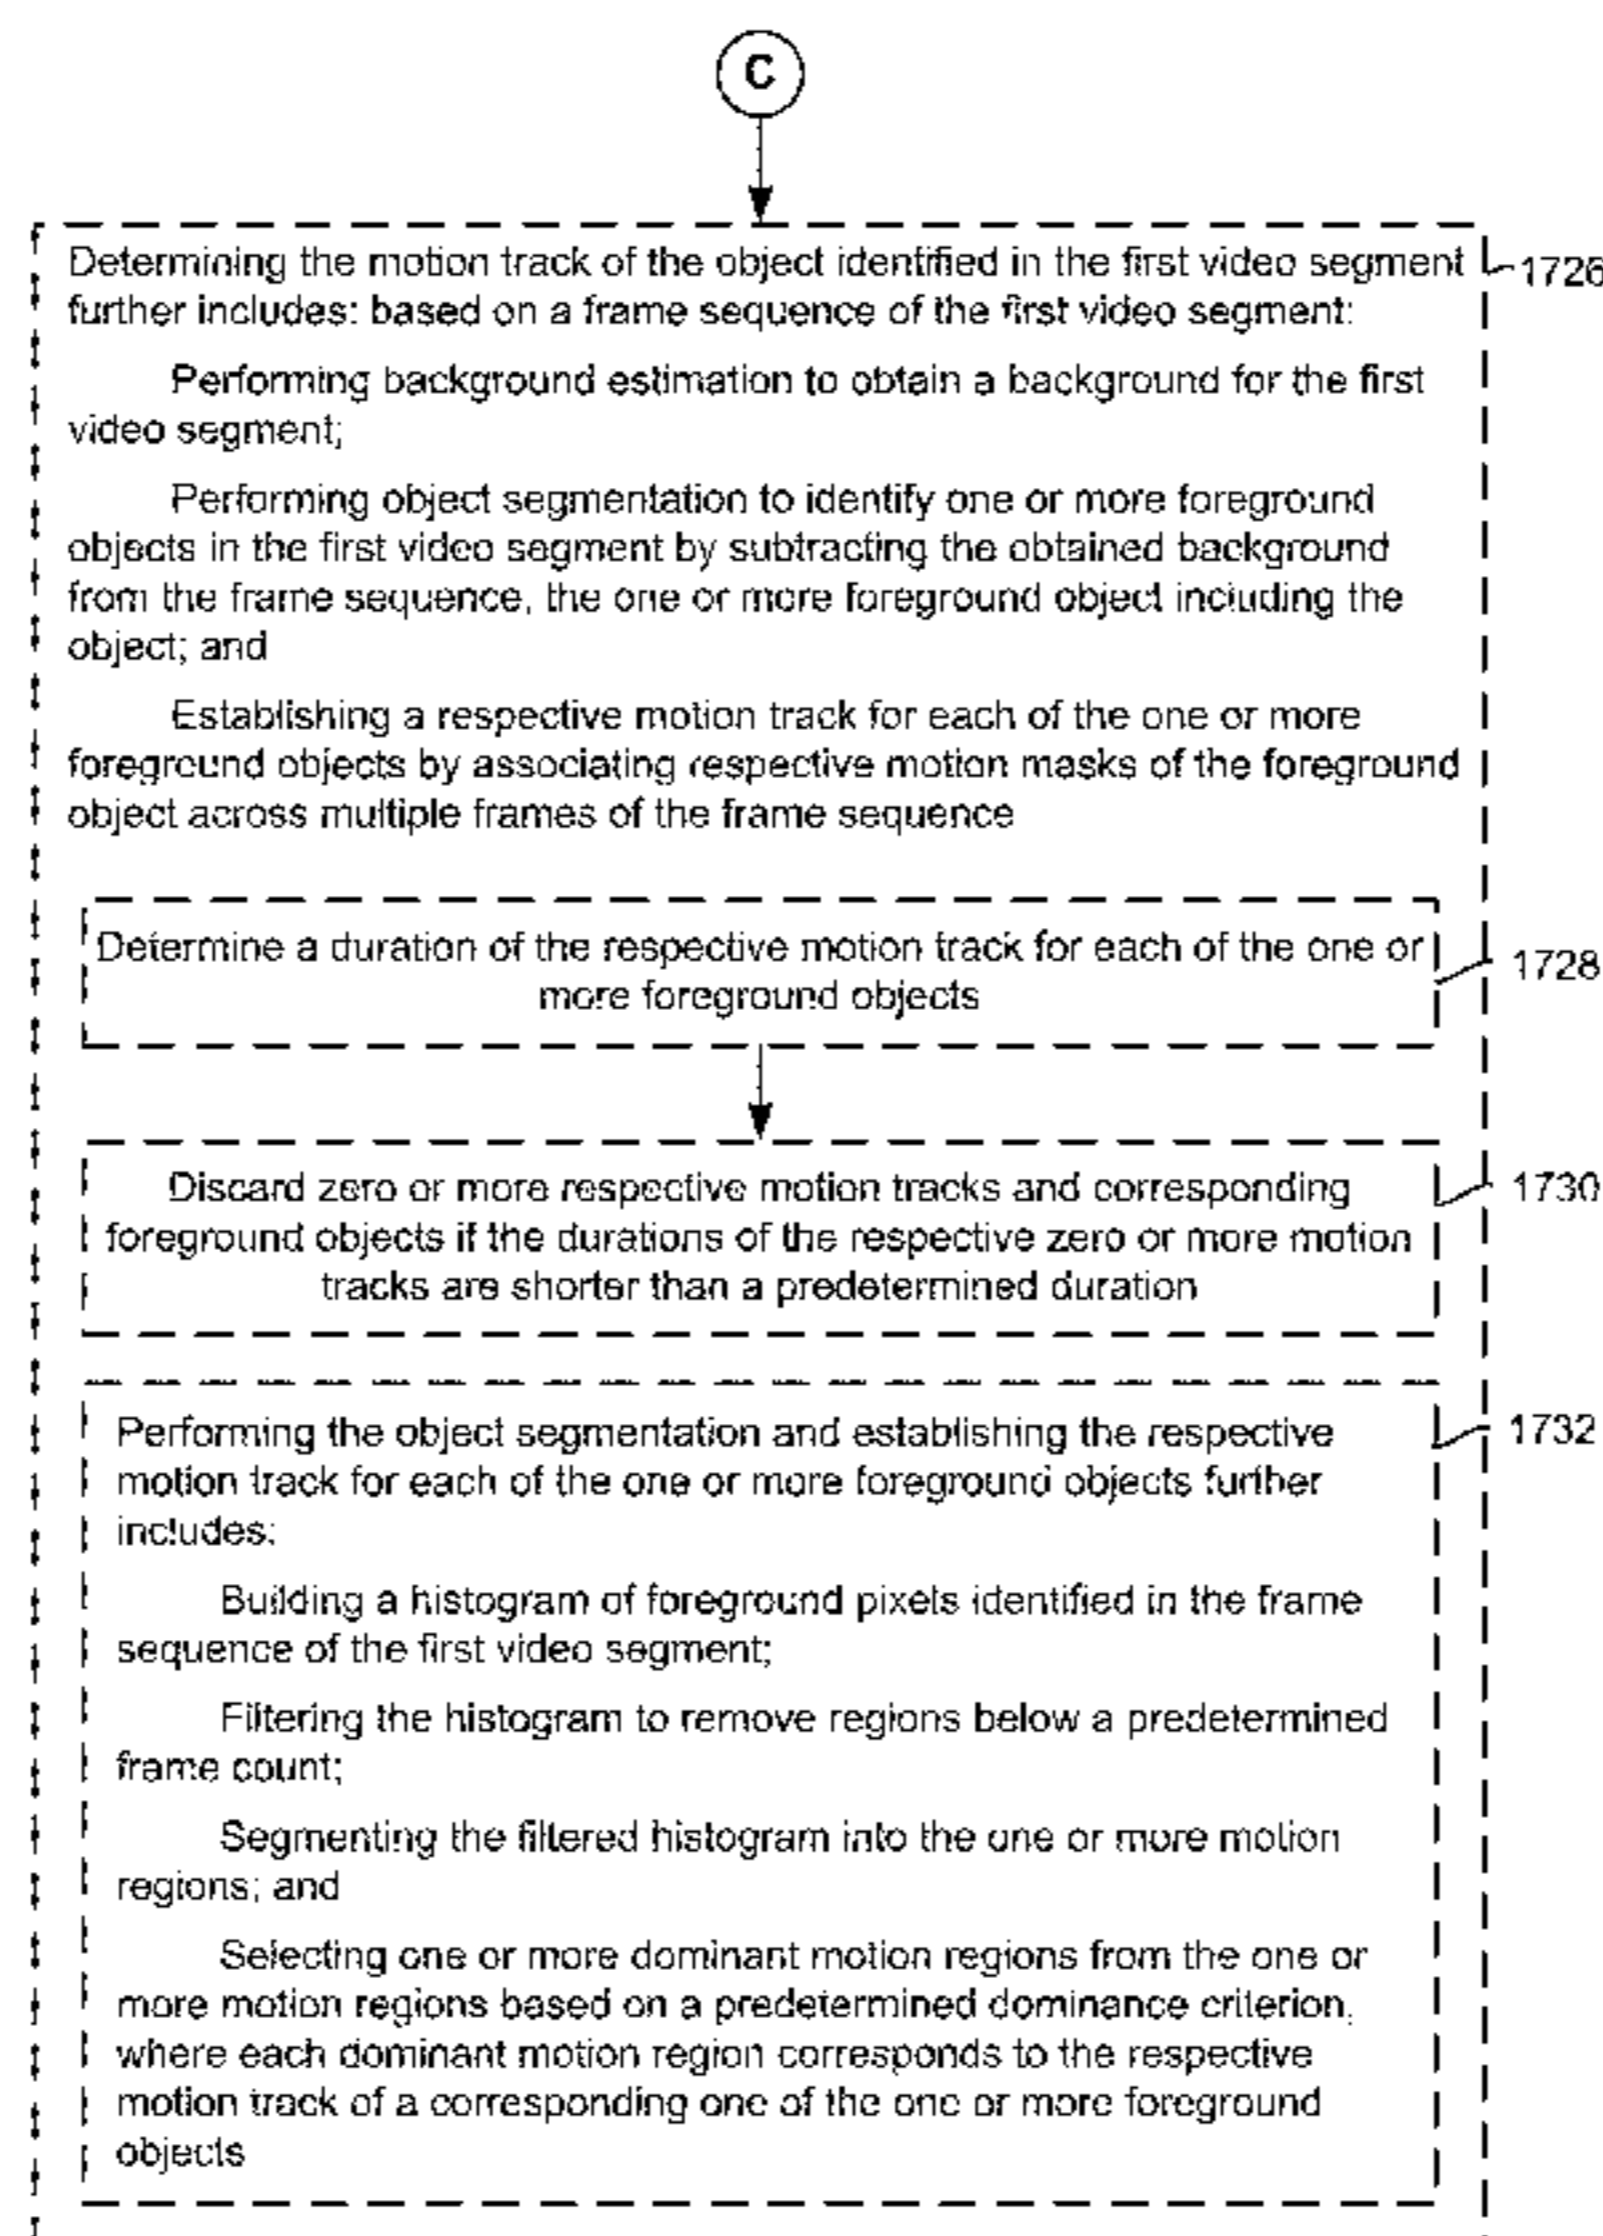 C
Determining the motion track of the object identified in the first video segment
further includes: based on a frame sequence of the first video segment:
1726
Performing background estimation to obtain a background for the first
video segment;
Performing object segmentation to identify one or more foreground
objects in the first video segment by subtracting the obtained background
from the frame sequence, the one or more foreground object including the
object; and
Establishing a respective motion track for each of the one or more
foreground objects by associating respective motion masks of the foreground
object across multiple frames of the frame sequence
Determine a duration of the respective motion track for each of the one or
more foreground objects
1728
Discard zero or more respective motion tracks and corresponding
foreground objects if the durations of the respective zero or more motion
tracks are shorter than a predetermined duration
1730
Performing the object segmentation and establishing the respective
motion track for each of the one or more foreground objects further
includes:
1732
Building a histogram of foreground pixels identified in the frame
sequence of the first video segment;
Filtering the histogram to remove regions below a predetermined
frame count;
Segmenting the filtered histogram into the one or more motion
regions; and
Selecting one or more dominant motion regions from the one or
more motion regions based on a predetermined dominance criterion,
where each dominant motion region corresponds to the respective
motion track of a corresponding one of the one or more foreground
objects